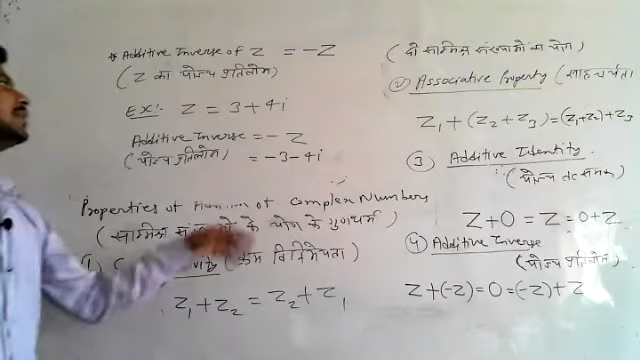 * Additive Inverse of Z = -Z
(Z का योज्य प्रतिलोम)
EX:- Z = 3+4i
Additive Inverse = -Z
(योज्य प्रतिलोम) = -3-4i
Properties of of Complex Numbers
(सम्मिश्र के योग के गुणधर्म)
1) (क्रम विनिमेयता)
Z₁+Z₂ = Z₂+Z₁
(दो सम्मिश्र संख्याओं का योग)
② Associative Property (साहचर्यता
Z₁+(Z₂+Z₃)=(Z₁+Z₂)+Z₃
③ Additive Identity
(योज्य तत्समक)
Z+0=Z=0+Z
④ Additive Inverse
(योज्य प्रतिलोम)
Z+(-Z)=0=(-Z)+Z